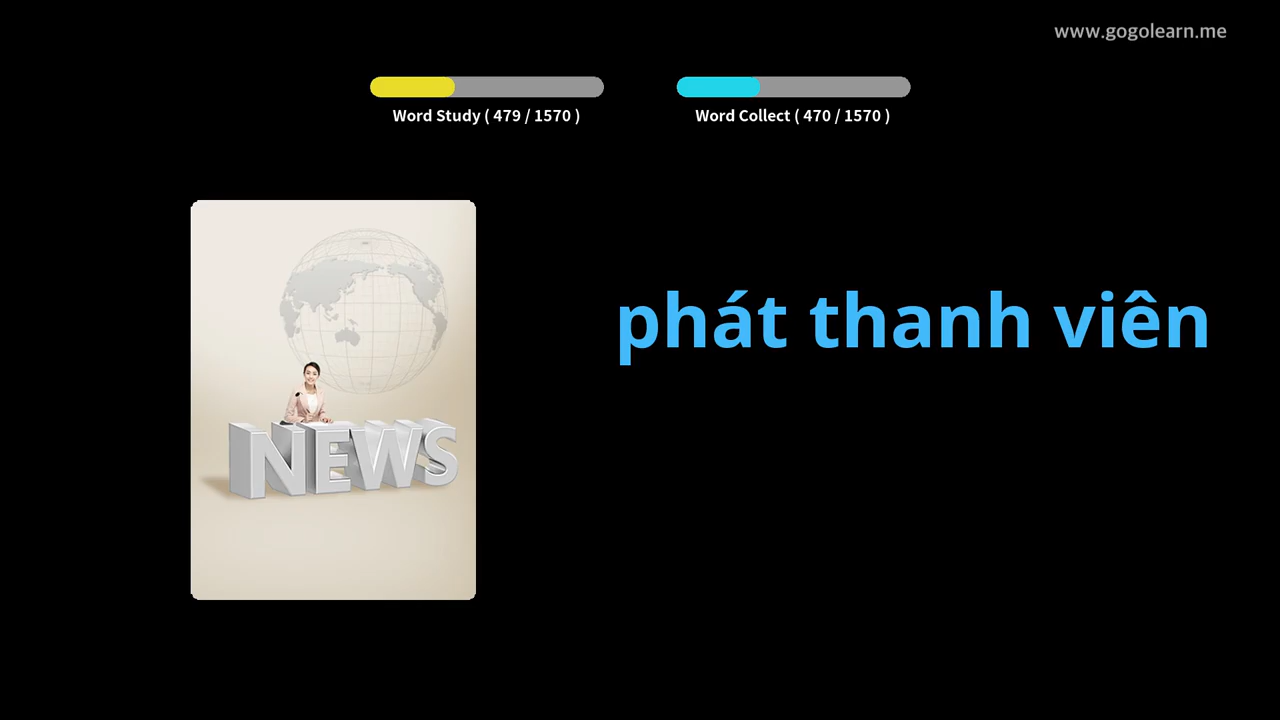 www.gogolearn.me
Word Study ( 479 / 1570 )
Word Collect ( 470 / 1570 )
phát thanh viên
NEWS